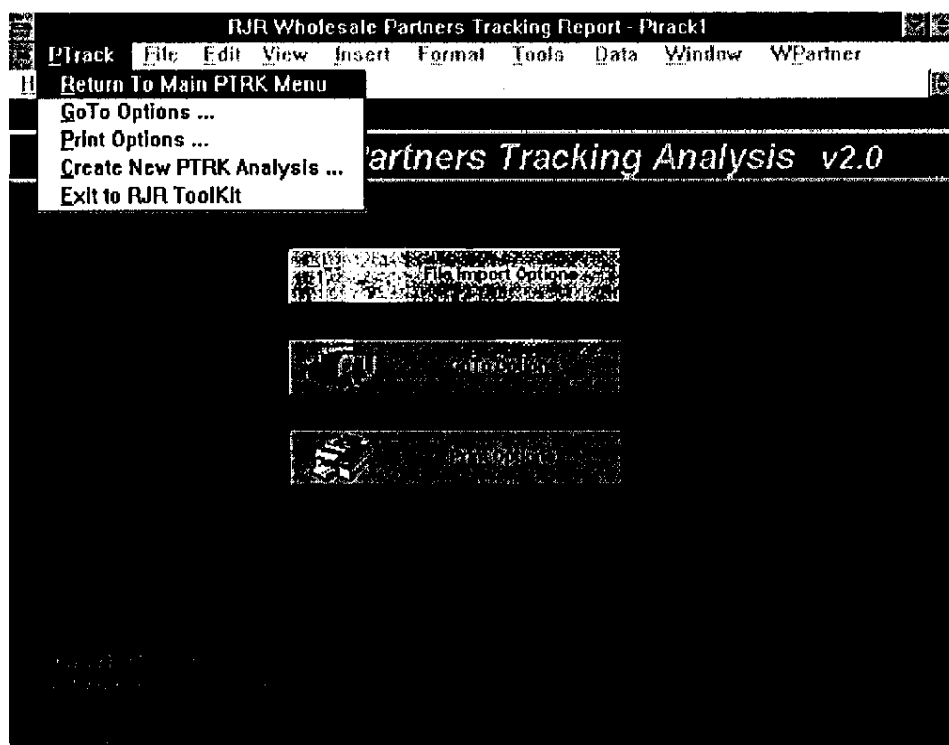 RJR Wholesale Partners Tracking Report - Ptrack1
PTrack File Edit View Insert Format Tools Data Window WPartner
H
Return To Main PTRK Menu
GoTo Options ...
Print Options ...
Create New PTRK Analysis ...
Exit to RJR ToolKit
artners Tracking Analysis v2.0
File Import Options